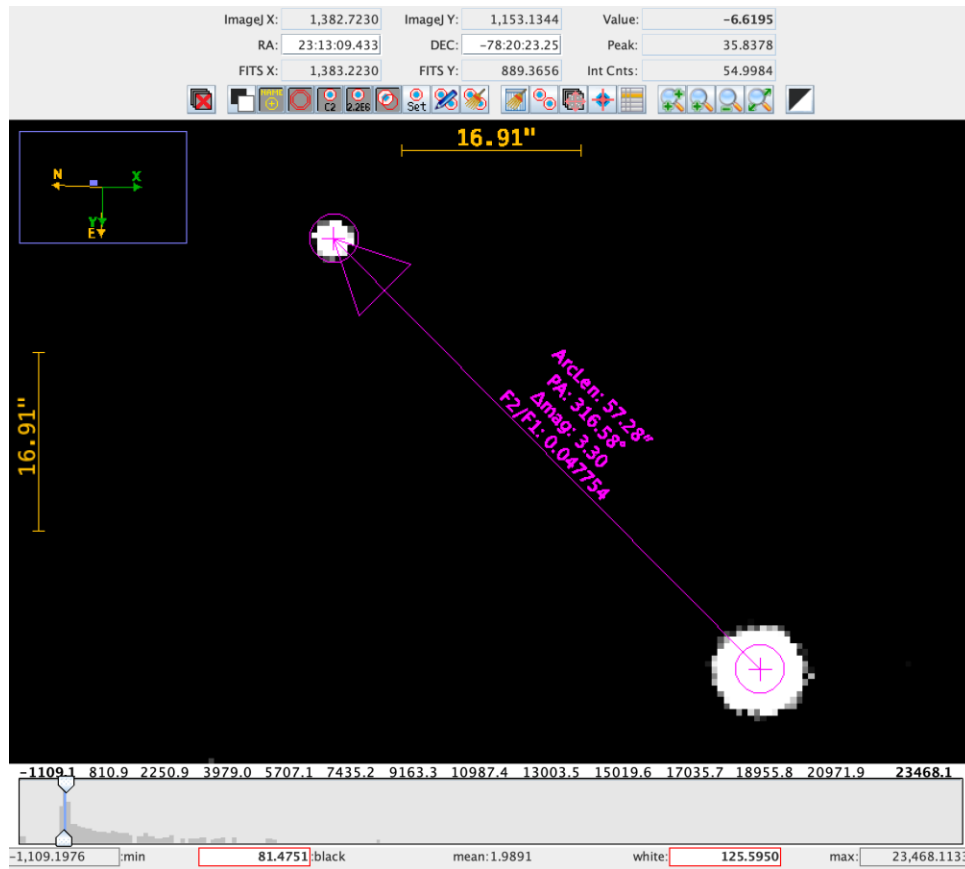 ImageJ X: 1,382.7230 ImageJ Y: 1,153.1344 Value: -6.6195
RA: 23:13:09.433 DEC: -78:20:23.25 Peak: 35.8378
FITS X: 1,383.2230 FITS Y: 889.3656 Int Cnts: 54.9984
NAME C2 2.2E6 Set
16.91"
N X
Y Y
E
16.91"
ArcLen: 57.28"
PA: 316.58°
Δmag: 3.30
F2/F1: 0.047754
-1109.1 810.9 2250.9 3979.0 5707.1 7435.2 9163.3 10987.4 13003.5 15019.6 17035.7 18955.8 20971.9 23468.1
-1,109.1976 :min 81.4751 :black mean:1.9891 white: 125.5950 max: 23,468.1133